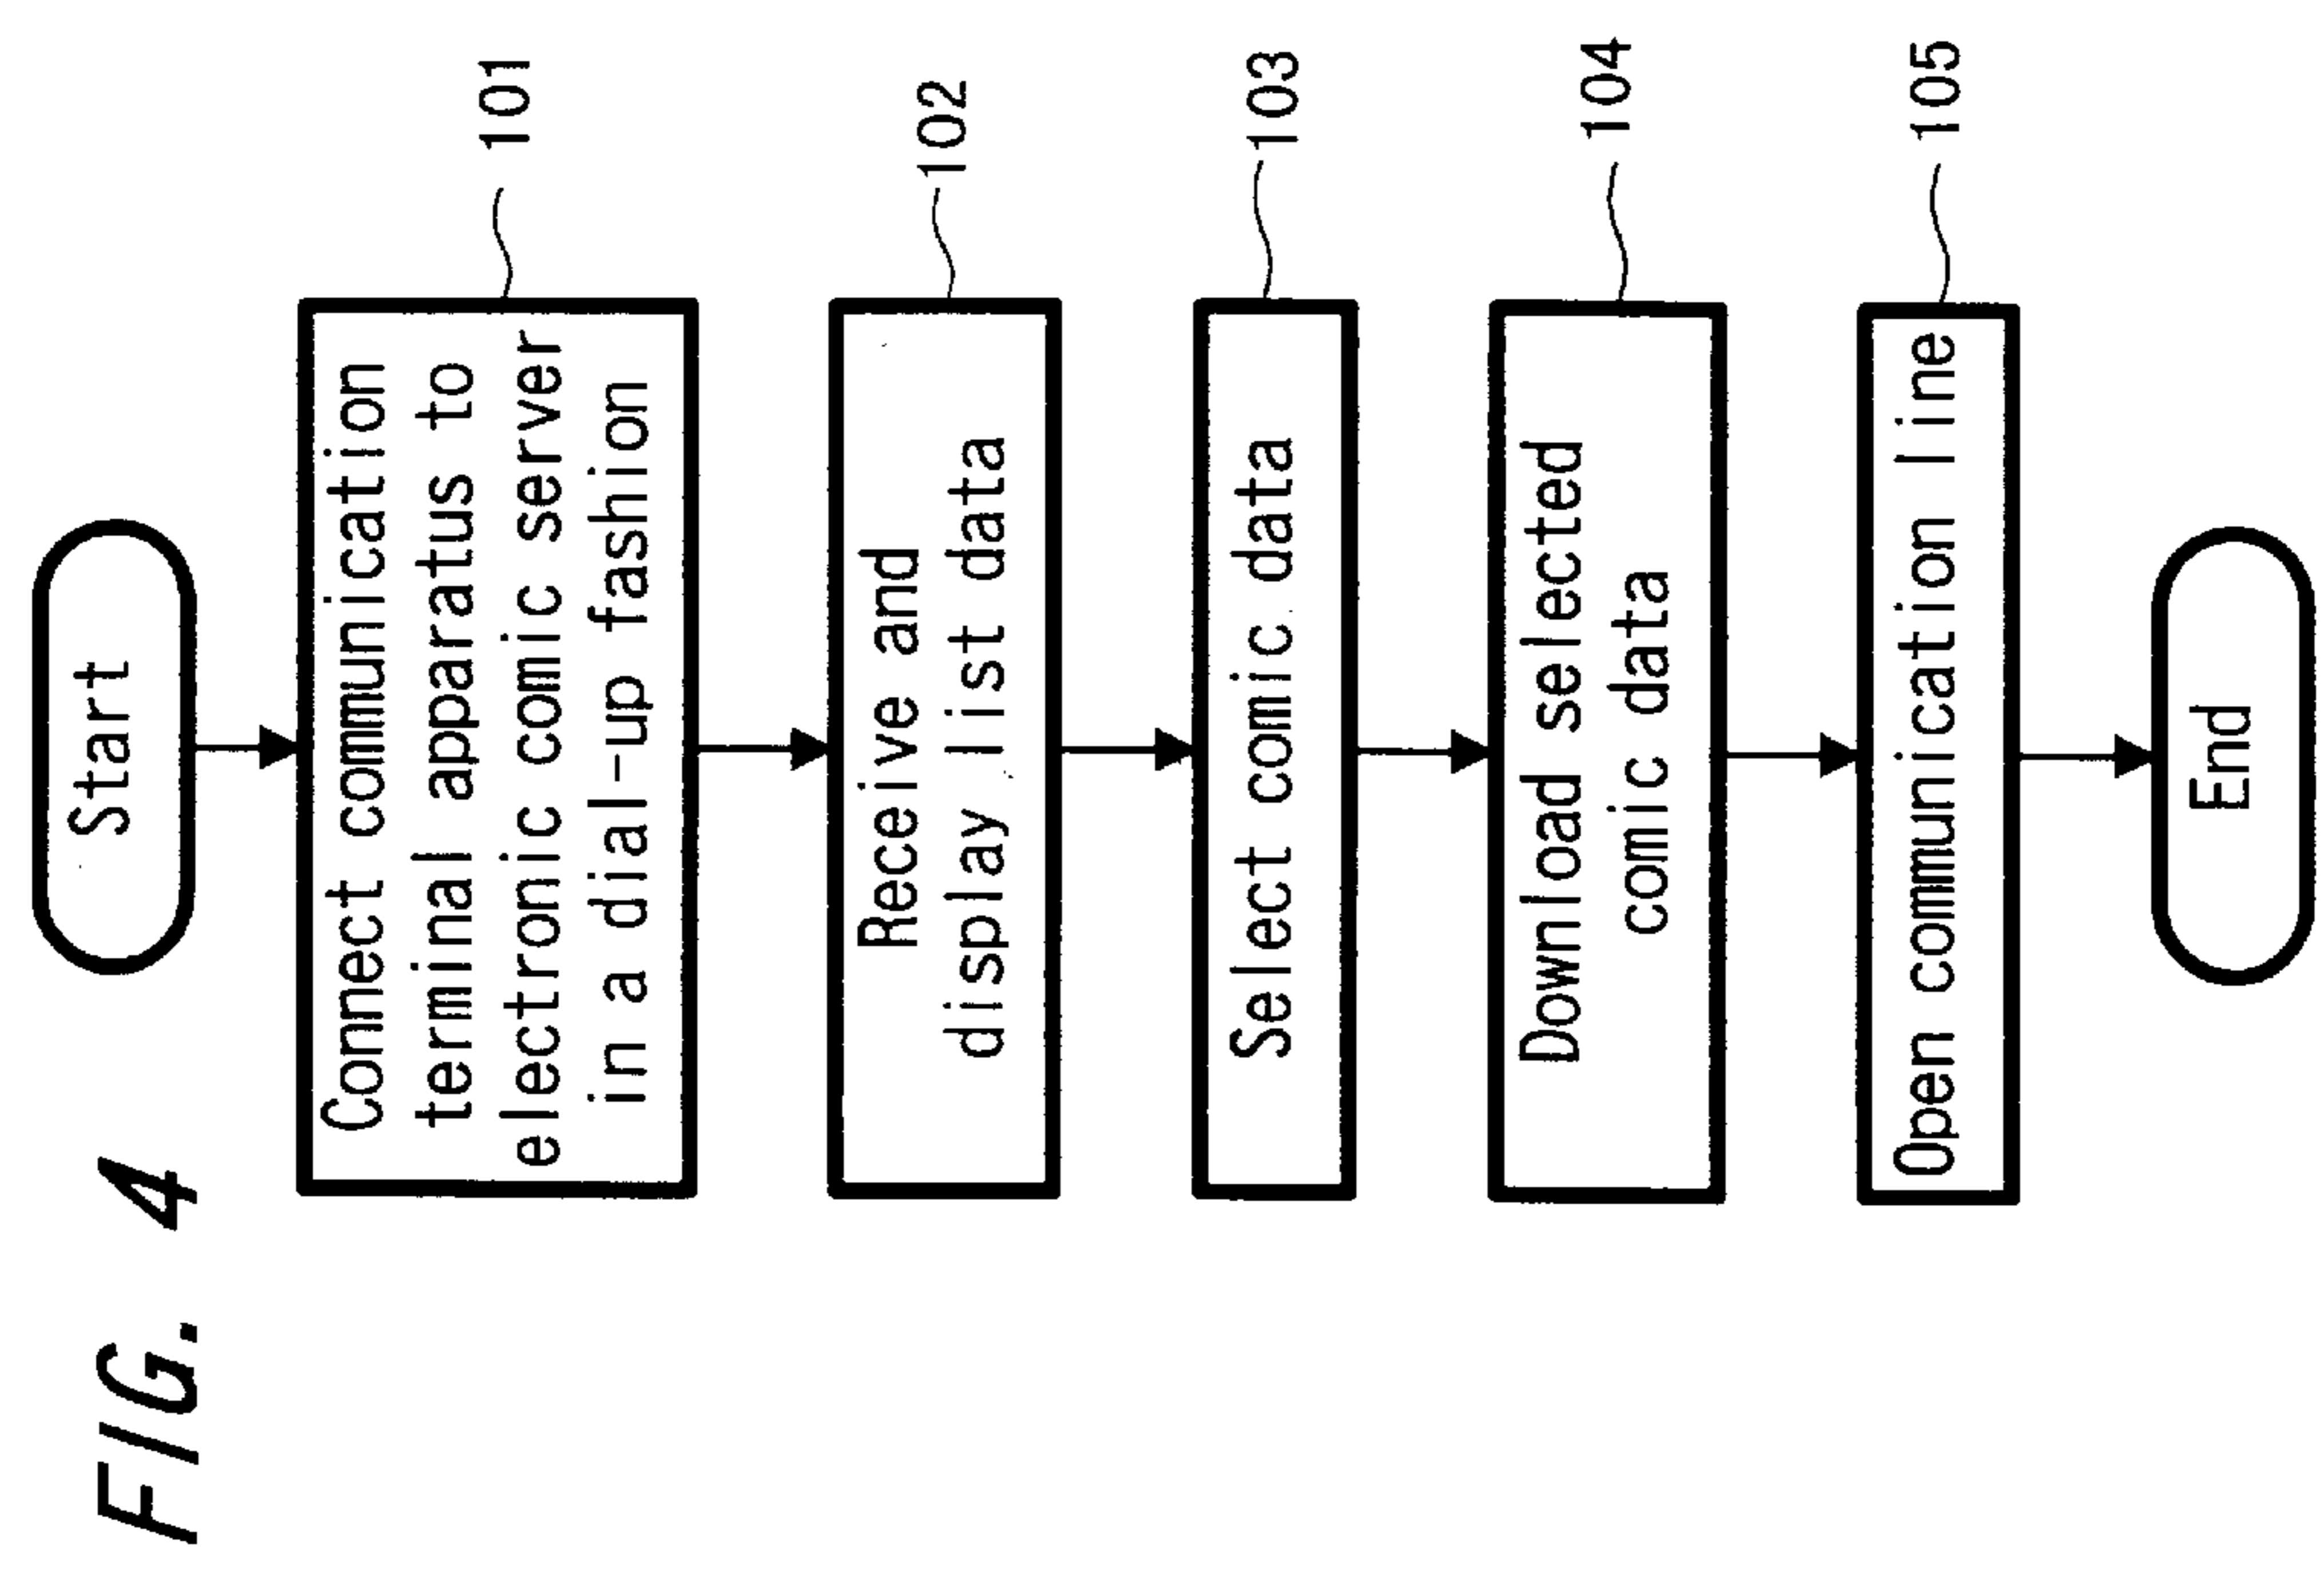 FIG. 4
Start
Connect communication
terminal apparatus to
electronic comic server
in a dial-up fashion
101
Receive and
display list data
102
Select comic data
103
Download selected
comic data
104
Open communication line
105
End